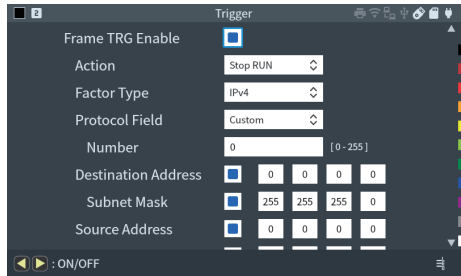 2 Trigger
Frame TRG Enable
Action Stop RUN
Factor Type IPv4
Protocol Field Custom
Number 0 [ 0 - 255 ]
Destination Address 0 0 0 0
Subnet Mask 255 255 255 0
Source Address 0 0 0 0
: ON/OFF